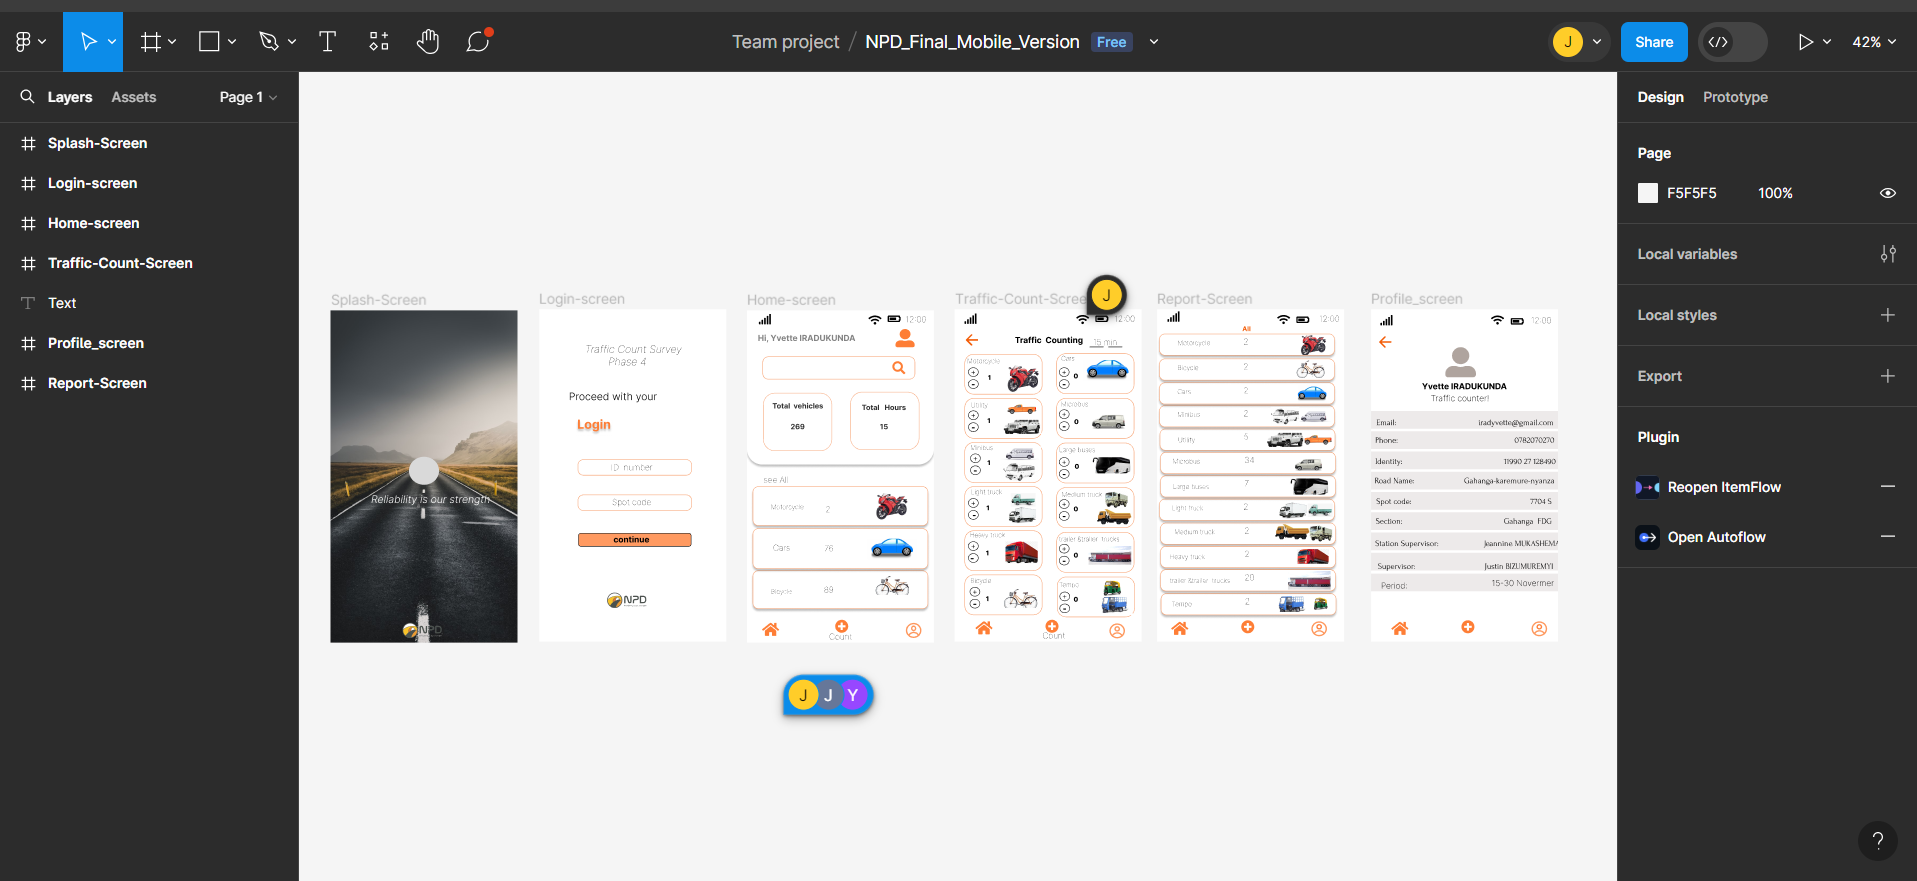 Team project / NPD_Final_Mobile_Version Free
J
Share
42%
Layers Assets Page 1
Splash-Screen
Login-screen
Home-screen
Traffic-Count-Screen
Text
Profile_screen
Report-Screen
Splash-Screen
Reliability is our strength
NPD
Login-screen
Traffic Count Survey
Phase 4
Proceed with your
Login
ID number
Spot code
continue
NPD
Home-screen
12:00
Hi, Yvette IRADUKUNDA
Total vehicles
269
Total Hours
15
see All
Motorcycle 2
Cars 76
Bicycle 89
Count
J J Y
Traffic-Count-Scree
J
12:00
Traffic Counting 15 min
Motorcycle 1
Cars 0
Utility 1
Microbus 0
Minibus 1
Large buses 0
Light truck 1
Medium truck 0
Heavy truck 1
trailer &trailer trucks 0
Bicycle 1
Tempo 0
Count
Report-Screen
12:00
All
Motorcycle 2
Bicycle 2
Cars 2
Minibus 2
Utility 5
Microbus 34
Large buses 7
Light truck 2
Medium truck 2
Heavy truck 2
trailer &trailer trucks 20
Tempo 2
Profile_screen
12:00
Yvette IRADUKUNDA
Traffic counter!
Email: iradyvette@gmail.com
Phone: 0782070270
Identity: 11990 27 128490
Road Name: Gahanga-karemure-nyanza
Spot code: 7704 S
Section: Gahanga FDG
Station Supervisor: Jeannine MUKASHEMA
Supervisor: Justin BIZUMUREMYI
Period: 15-30 Novermer
Design Prototype
Page
F5F5F5 100%
Local variables
Local styles
Export
Plugin
Reopen ItemFlow
Open Autoflow
?